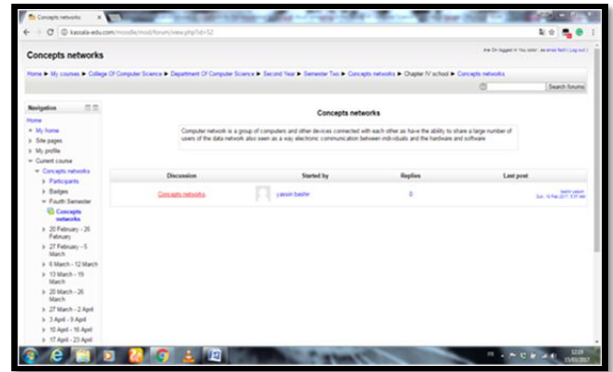 Concepts networks
kassala-edu.com/moodle/mod/forum/view.php?id=52
Concepts networks
Home ► My courses ► College Of Computer Science ► Department Of Computer Science ► Second Year ► Semester Two ► Concepts networks ► Chapter IV school ► Concepts networks
Search forums
Navigation
Home
My home
Site pages
My profile
Current course
Concepts networks
Participants
Badges
Fourth Semester
Concepts
networks
20 February - 26
February
27 February - 5
March
6 March - 12 March
13 March - 19
March
20 March - 26
March
27 March - 2 April
3 April - 9 April
10 April - 16 April
17 April - 23 April
Concepts networks
Computer network is a group of computers and other devices connected with each other as have the ability to share a large number of
users of the data network also seen as a way electronic communication between individuals and the hardware and software
Discussion Started by Replies Last post
Concepts networks yassin bashir 0
FR
12:09
15/03/2017